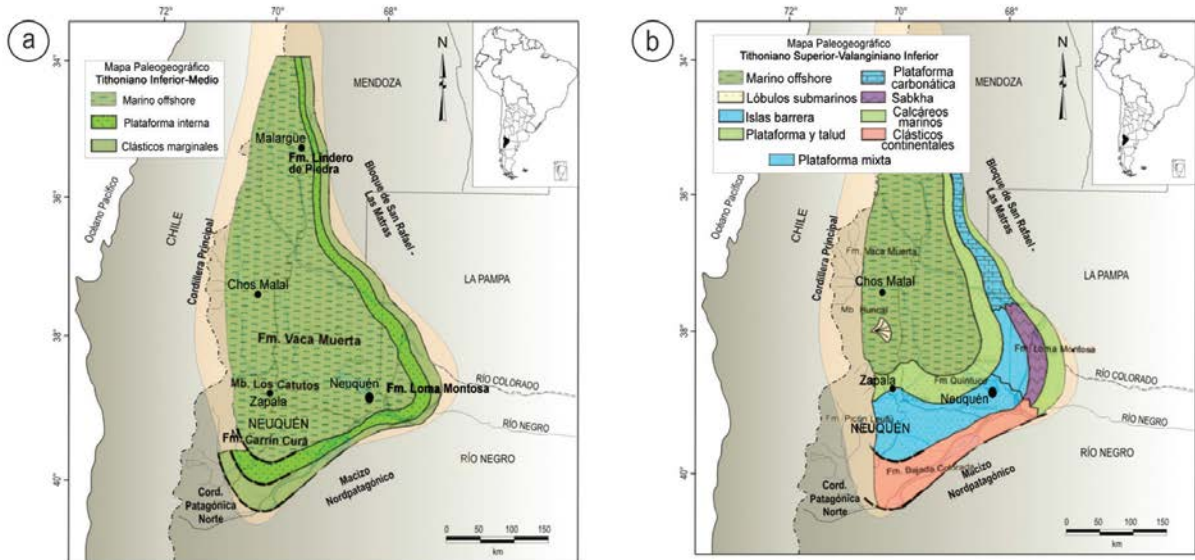 a
70°
68°
34°
36°
38°
40°
Mapa Paleogeográfico
Tithoniano Inferior-Medio
Marino offshore
Plataforma interna
Clásticos marginales
N
MENDOZA
Malargüe
Fm. Lindero
de Piedra
Bloque de San Rafael -
Las Matras
Océano Pacífico
CHILE
Cordillera Principal
LA PAMPA
Chos Malal
Fm. Vaca Muerta
Mb. Los Catutos
Zapala
Neuquén
Fm. Loma Montosa
RÍO COLORADO
NEUQUÉN
Fm. Carrín Curá
RÍO NEGRO
RÍO NEGRO
Macizo
Nordpatagónico
Cord.
Patagónica
Norte
0 50 100 150
km
b
70°
68°
34°
36°
38°
40°
Mapa Paleogeográfico
Tithoniano Superior-Valanginiano Inferior
Marino offshore
Lóbulos submarinos
Islas barrera
Plataforma y talud
Plataforma
carbonática
Sabkha
Calcáreos
marinos
Clásticos
continentales
Plataforma mixta
N
MENDOZA
Bloque de San Rafael -
Las Matras
Océano Pacífico
CHILE
Cordillera Principal
LA PAMPA
Fm. Vaca Muerta
Chos Malal
Mb. Huncal
Fm. Loma Montosa
RÍO COLORADO
Zapala
Fm. Quintuco
Neuquén
Fm. Picún Leufú
NEUQUÉN
RÍO NEGRO
RÍO NEGRO
Fm. Bajada Colorada
Macizo
Nordpatagónico
Cord.
Patagónica
Norte
0 50 100 150
km